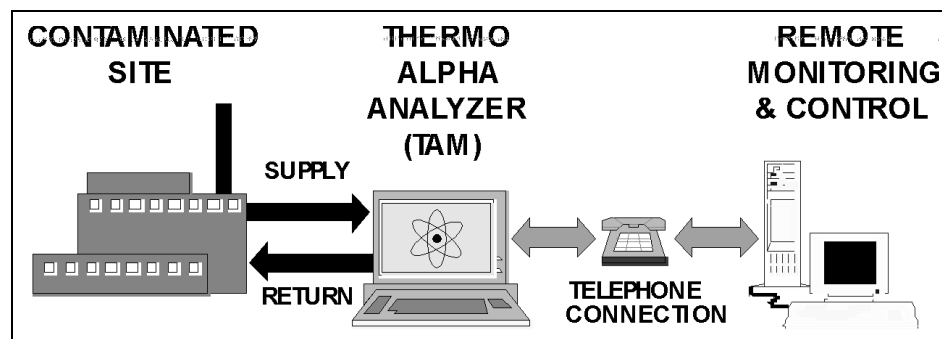 CONTAMINATED
SITE
THERMO
ALPHA
ANALYZER
(TAM)
REMOTE
MONITORING
& CONTROL
SUPPLY
RETURN
TELEPHONE
CONNECTION